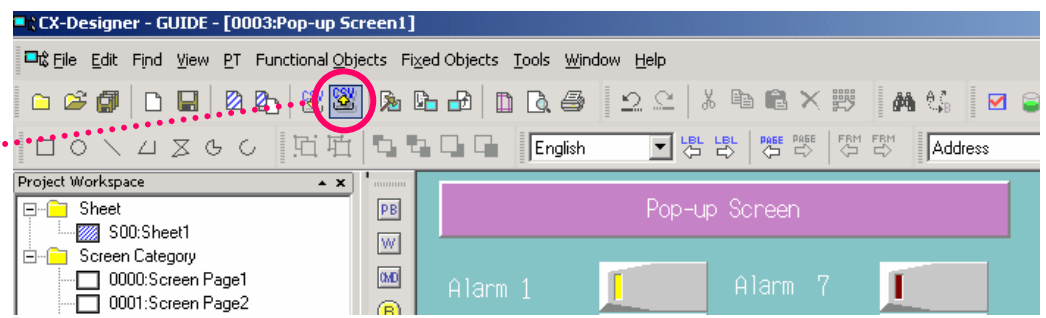 CX-Designer - GUIDE - [0003:Pop-up Screen1]
File Edit Find View PT Functional Objects Fixed Objects Tools Window Help
CSV CSV
English LBL LBL PAGE PAGE FRM FRM Address
Project Workspace
Sheet
S00:Sheet1
Screen Category
0000:Screen Page1
0001:Screen Page2
PB
W
CMD
B
Pop-up Screen
Alarm 1 Alarm 7